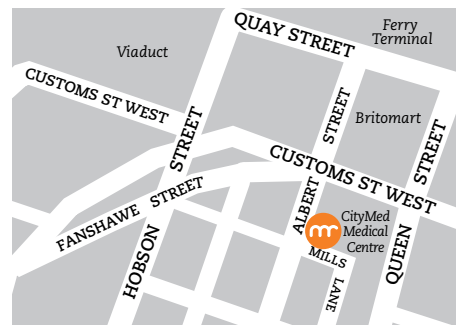 QUAY STREET
Ferry
Terminal
Viaduct
CUSTOMS ST WEST
STREET
STREET
Britomart
STREET
CUSTOMS ST WEST
FANSHAWE STREET
ALBERT
CityMed
Medical
Centre
MILLS
LANE
HOBSON
QUEEN